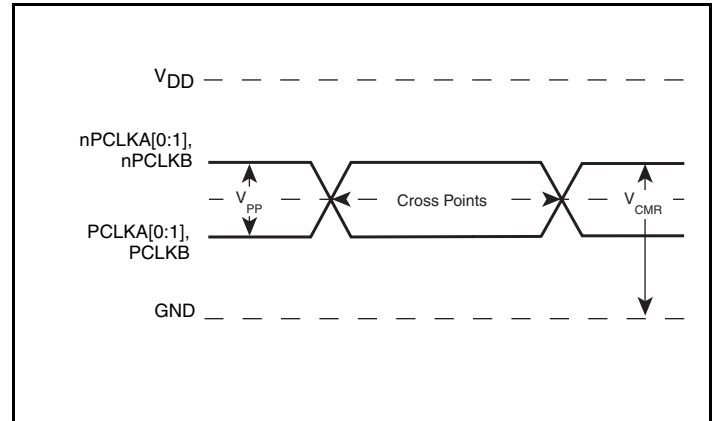 VDD
nPCLKA[0:1],
nPCLKB
VPP
Cross Points
VCMR
PCLKA[0:1],
PCLKB
GND